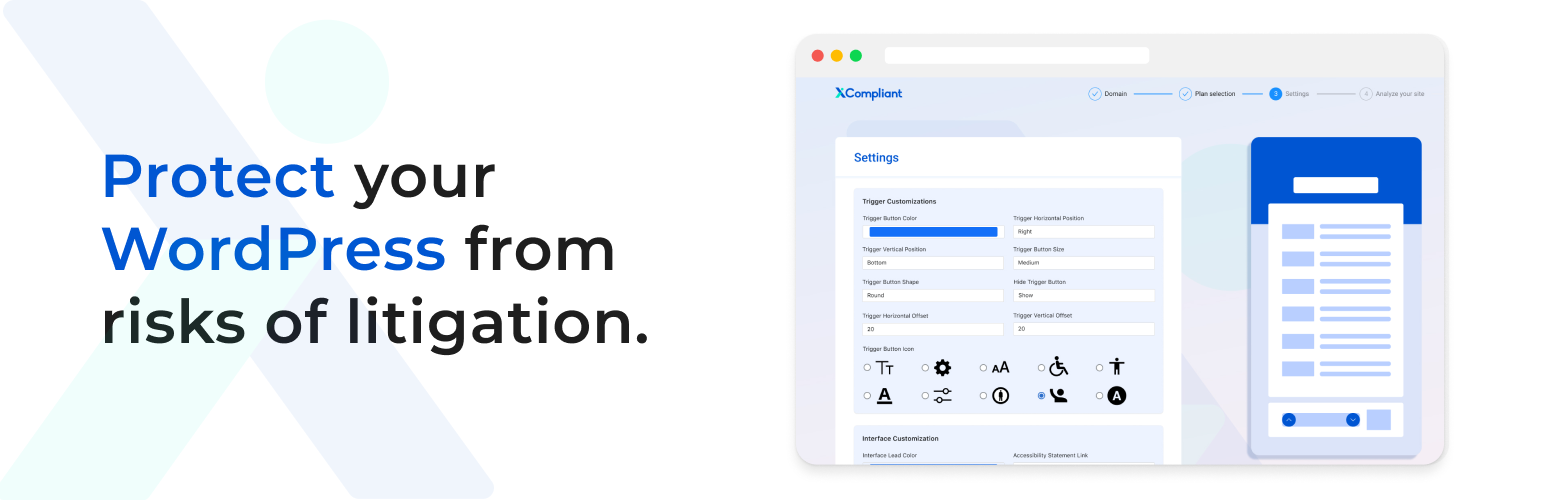 Protect your
WordPress from
risks of litigation.
XCompliant
Domain
Plan selection
3 Settings
4 Analyze your site
Settings
Trigger Customizations
Trigger Button Color
Trigger Horizontal Position
Right
Trigger Vertical Position
Trigger Button Size
Bottom
Medium
Trigger Button Shape
Hide Trigger Button
Round
Show
Trigger Horizontal Offset
Trigger Vertical Offset
20
20
Trigger Button Icon
TT
AA
A
A
Interface Customization
Interface Lead Color
Accessibility Statement Link